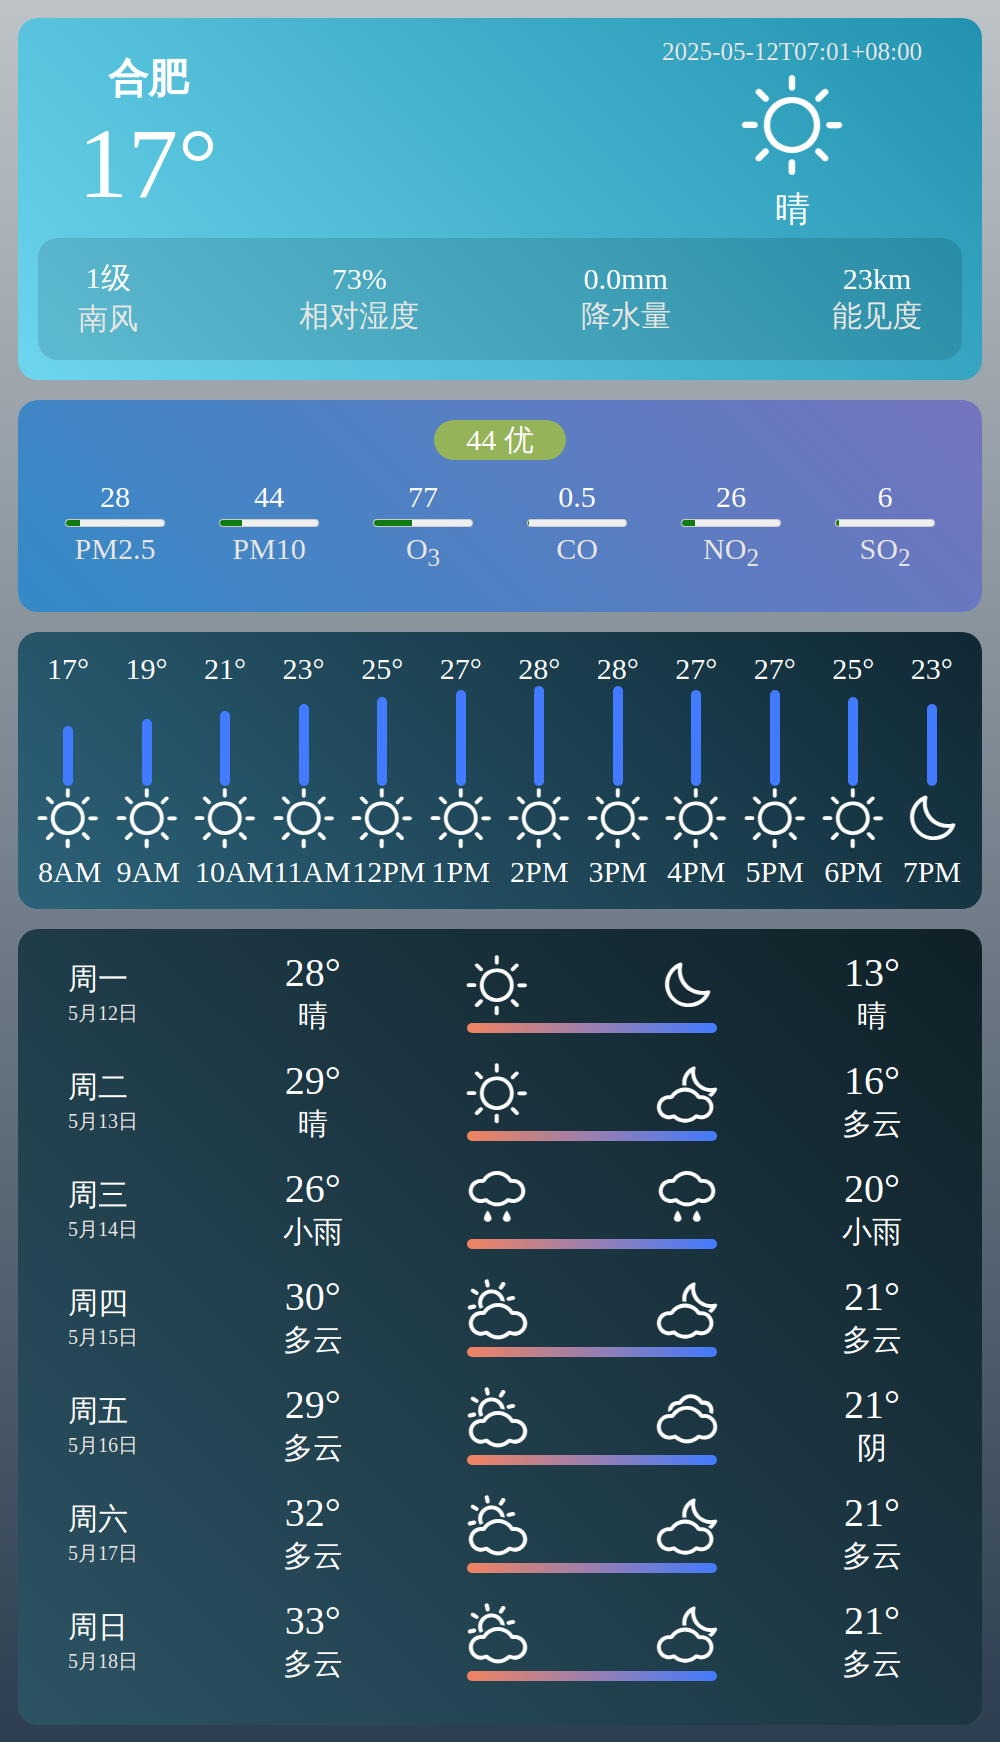 合肥
2025-05-12T07:01+08:00
17°
晴
1级 73% 0.0mm 23km
南风 相对湿度 降水量 能见度
44 优
28 44 77 0.5 26 6
PM2.5 PM10 O3 CO NO2 SO2
17° 19° 21° 23° 25° 27° 28° 28° 27° 27° 25° 23°
8AM 9AM 10AM 11AM 12PM 1PM 2PM 3PM 4PM 5PM 6PM 7PM
周一 28° 13°
5月12日 晴 晴
周二 29° 16°
5月13日 晴 多云
周三 26° 20°
5月14日 小雨 小雨
周四 30° 21°
5月15日 多云 多云
周五 29° 21°
5月16日 多云 阴
周六 32° 21°
5月17日 多云 多云
周日 33° 21°
5月18日 多云 多云